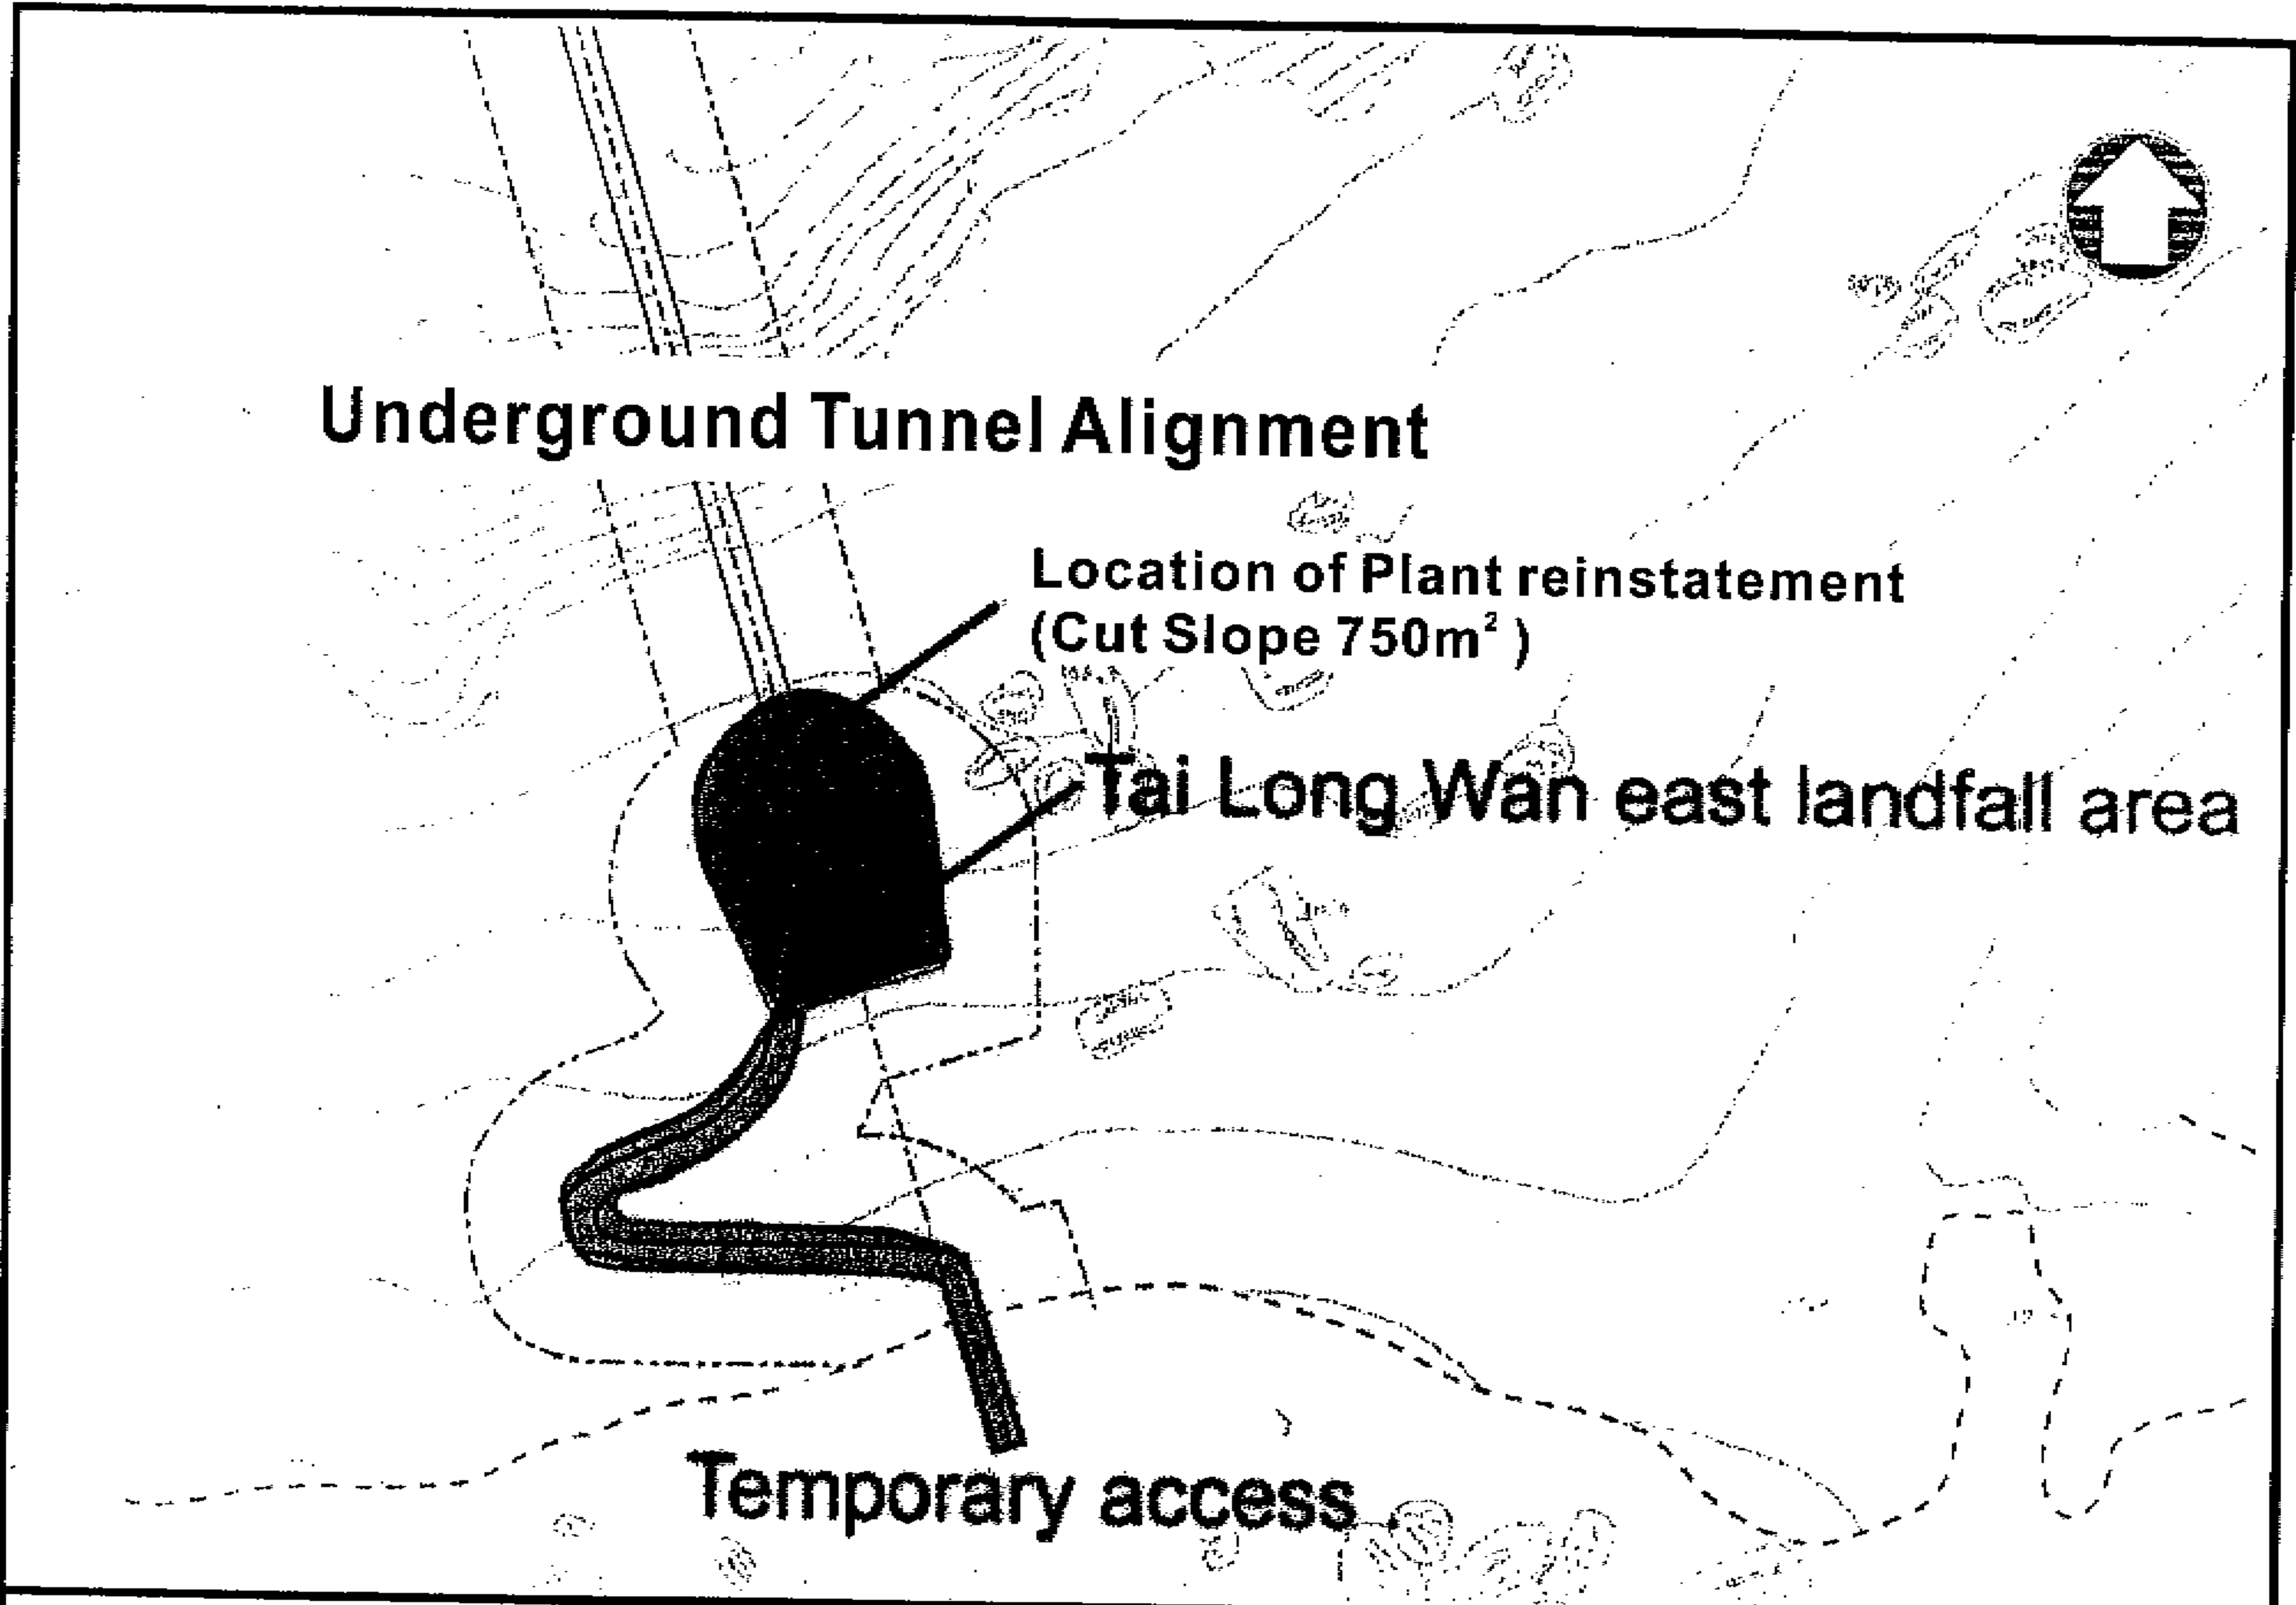 Underground Tunnel Alignment
Location of Plant reinstatement
(Cut Slope 750m² )
Tai Long Wan east landfall area
Temporary access